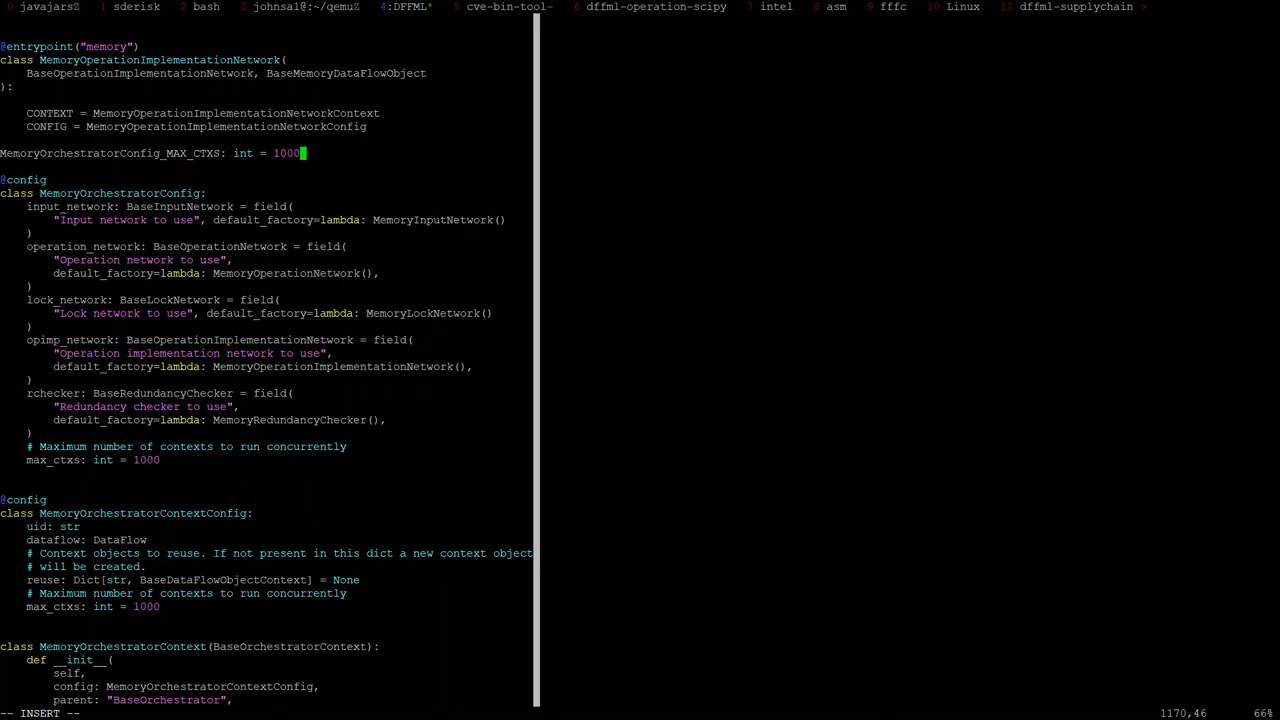 0 javajarsZ  1 sderisk  2 bash  3 johnsal@:~/qemuZ  4:DFFML*  5 cve-bin-tool-  6 dffml-operation-scipy  7 intel  8 asm  9 fffc  10 Linux  11 dffml-supplychain >
@entrypoint("memory")
class MemoryOperationImplementationNetwork(
    BaseOperationImplementationNetwork, BaseMemoryDataFlowObject
):
    CONTEXT = MemoryOperationImplementationNetworkContext
    CONFIG = MemoryOperationImplementationNetworkConfig
MemoryOrchestratorConfig_MAX_CTXS: int = 1000
@config
class MemoryOrchestratorConfig:
    input_network: BaseInputNetwork = field(
        "Input network to use", default_factory=lambda: MemoryInputNetwork()
    )
    operation_network: BaseOperationNetwork = field(
        "Operation network to use",
        default_factory=lambda: MemoryOperationNetwork(),
    )
    lock_network: BaseLockNetwork = field(
        "Lock network to use", default_factory=lambda: MemoryLockNetwork()
    )
    opimp_network: BaseOperationImplementationNetwork = field(
        "Operation implementation network to use",
        default_factory=lambda: MemoryOperationImplementationNetwork(),
    )
    rchecker: BaseRedundancyChecker = field(
        "Redundancy checker to use",
        default_factory=lambda: MemoryRedundancyChecker(),
    )
    # Maximum number of contexts to run concurrently
    max_ctxs: int = 1000
@config
class MemoryOrchestratorContextConfig:
    uid: str
    dataflow: DataFlow
    # Context objects to reuse. If not present in this dict a new context object
    # will be created.
    reuse: Dict[str, BaseDataFlowObjectContext] = None
    # Maximum number of contexts to run concurrently
    max_ctxs: int = 1000
class MemoryOrchestratorContext(BaseOrchestratorContext):
    def __init__(
        self,
        config: MemoryOrchestratorContextConfig,
        parent: "BaseOrchestrator",
-- INSERT --  1170,46  66%